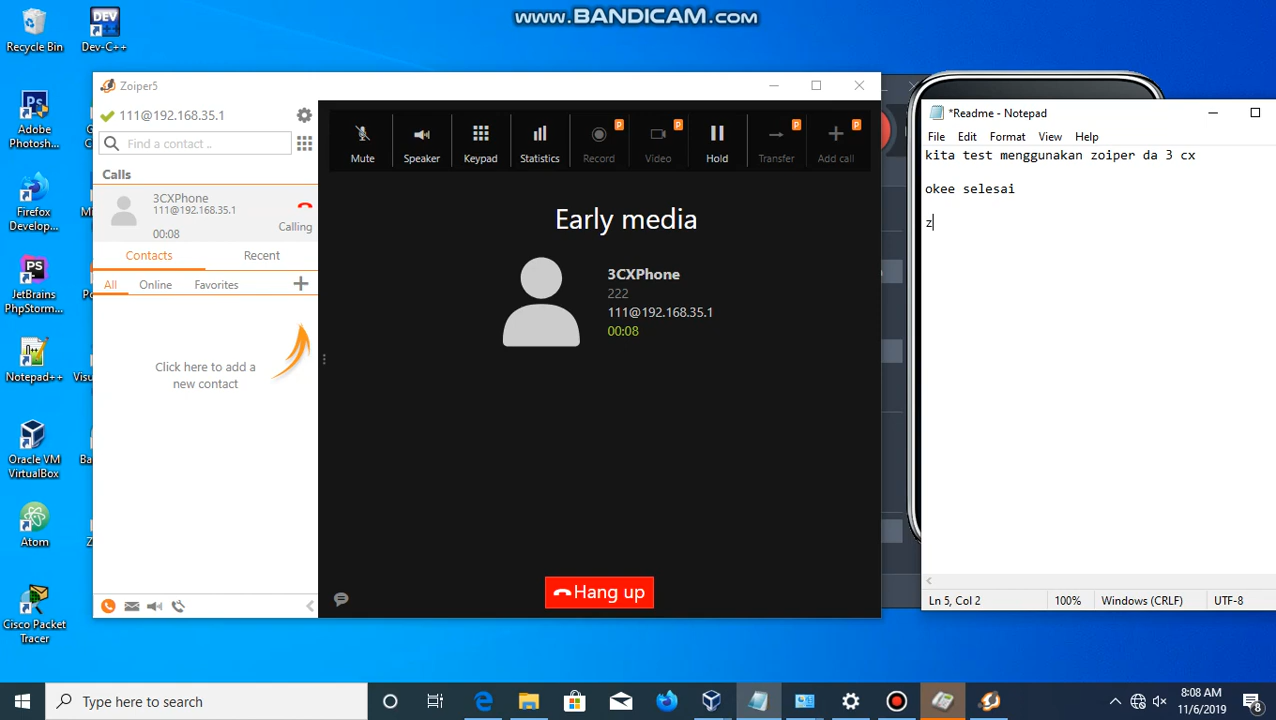 www.BANDICAM.com
Recycle Bin
Dev-C++
Adobe
Photosh...
Firefox
Develop...
JetBrains
PhpStorm...
Notepad++
Oracle VM
VirtualBox
Atom
Cisco Packet
Tracer
Zoiper5
111@192.168.35.1
Find a contact ..
Calls
3CXPhone
111@192.168.35.1
00:08
Calling
Contacts
Recent
All
Online
Favorites
Click here to add a
new contact
Mute
Speaker
Keypad
Statistics
Record
Video
Hold
Transfer
Add call
Early media
3CXPhone
222
111@192.168.35.1
00:08
Hang up
*Readme - Notepad
File Edit Format View Help
kita test menggunakan zoiper da 3 cx
okee selesai
z
Ln 5, Col 2
100%
Windows (CRLF)
UTF-8
Type here to search
8:08 AM
11/6/2019
8